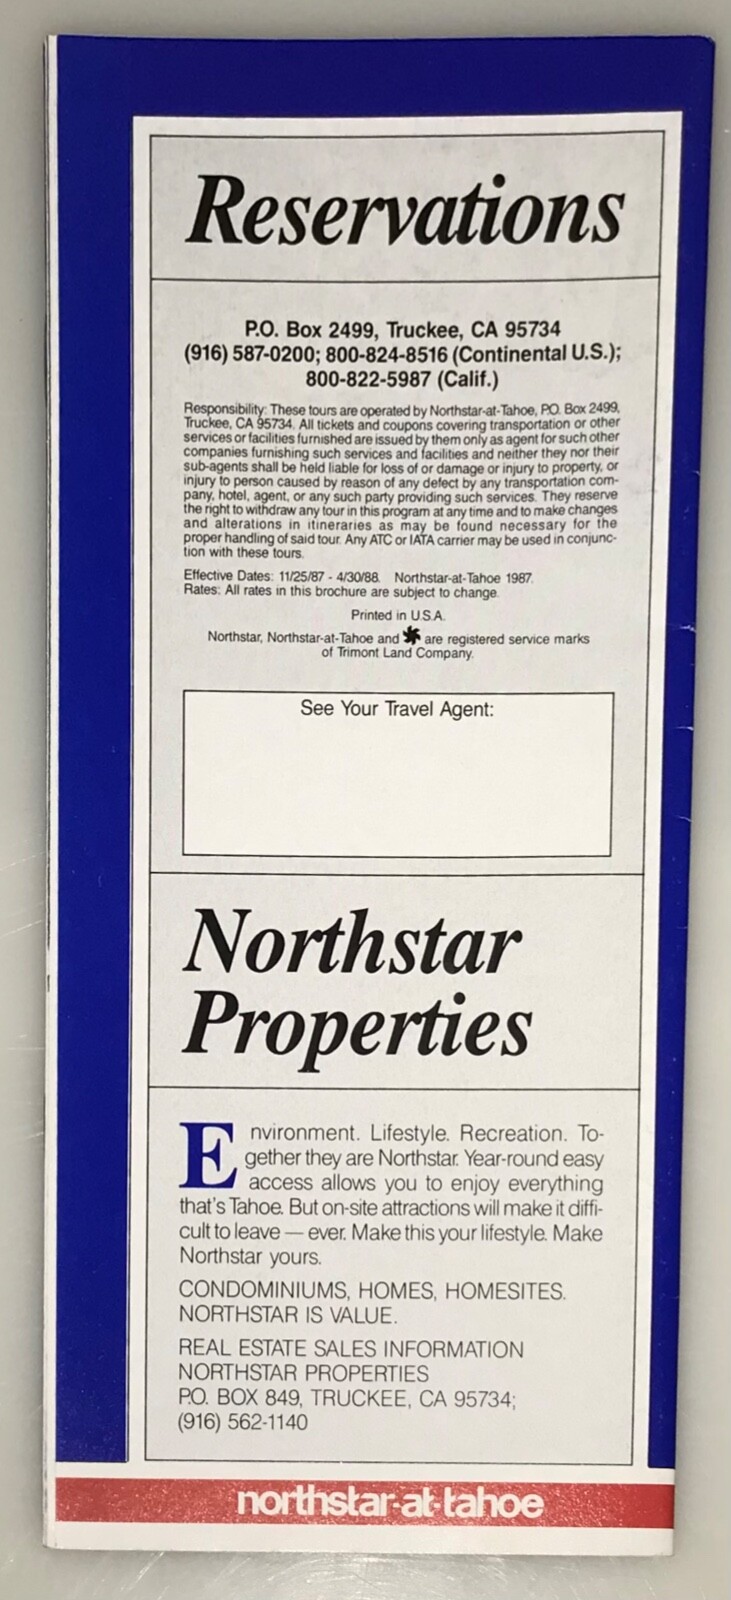 Reservations
P.O. Box 2499, Truckee, CA 95734
(916) 587-0200; 800-824-8516 (Continental U.S.);
800-822-5987 (Calif.)
Responsibility: These tours are operated by Northstar-at-Tahoe, P.O. Box 2499,
Truckee, CA 95734. All tickets and coupons covering transportation or other
services or facilities furnished are issued by them only as agent for such other
companies furnishing such services and facilities and neither they nor their
sub-agents shall be held liable for loss of or damage or injury to property, or
injury to person caused by reason of any defect by any transportation com-
pany, hotel, agent, or any such party providing such services. They reserve
the right to withdraw any tour in this program at any time and to make changes
and alterations in itineraries as may be found necessary for the
proper handling of said tour. Any ATC or IATA carrier may be used in conjunc-
tion with these tours.
Effective Dates: 11/25/87 - 4/30/88. Northstar-at-Tahoe 1987.
Rates: All rates in this brochure are subject to change.
Printed in U.S.A.
Northstar, Northstar-at-Tahoe and are registered service marks
of Trimont Land Company.
See Your Travel Agent:
Northstar
Properties
Environment. Lifestyle. Recreation. To-
gether they are Northstar. Year-round easy
access allows you to enjoy everything
that's Tahoe. But on-site attractions will make it diffi-
cult to leave — ever. Make this your lifestyle. Make
Northstar yours.
CONDOMINIUMS, HOMES, HOMESITES.
NORTHSTAR IS VALUE.
REAL ESTATE SALES INFORMATION
NORTHSTAR PROPERTIES
P.O. BOX 849, TRUCKEE, CA 95734;
(916) 562-1140
northstar-at-tahoe